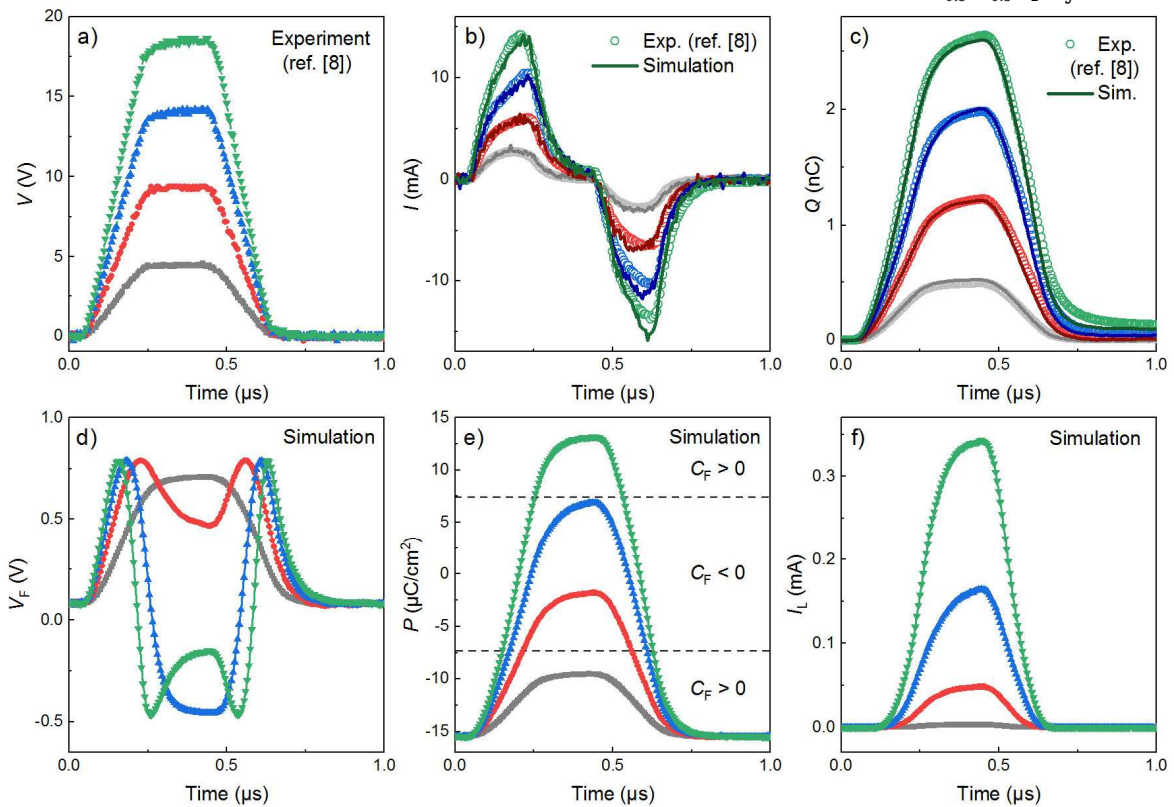 a)
Experiment
(ref. [8])
V (V)
20
15
10
5
0
0.0
0.5
1.0
Time (µs)
b)
Exp. (ref. [8])
Simulation
I (mA)
10
0
-10
0.0
0.5
1.0
Time (µs)
c)
Exp.
(ref. [8])
Sim.
Q (nC)
2
1
0
0.0
0.5
1.0
Time (µs)
d)
Simulation
V_F (V)
1.0
0.5
0.0
-0.5
0.0
0.5
1.0
Time (µs)
e)
Simulation
C_F > 0
C_F < 0
C_F > 0
P (µC/cm²)
15
10
5
0
-5
-10
-15
0.0
0.5
1.0
Time (µs)
f)
Simulation
I_L (mA)
0.3
0.2
0.1
0.0
0.0
0.5
1.0
Time (µs)